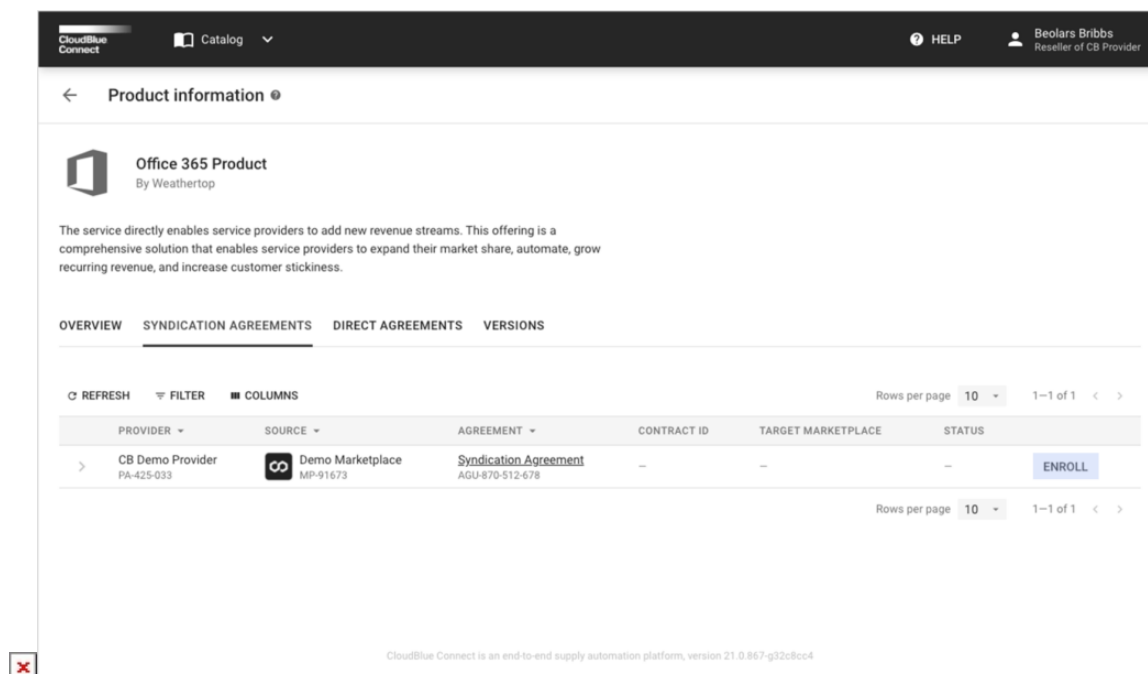 CloudBlue
Connect
Catalog
HELP
Beolars Bribbs
Reseller of CB Provider
Product information
Office 365 Product
By Weathertop
The service directly enables service providers to add new revenue streams. This offering is a
comprehensive solution that enables service providers to expand their market share, automate, grow
recurring revenue, and increase customer stickiness.
OVERVIEW SYNDICATION AGREEMENTS DIRECT AGREEMENTS VERSIONS
REFRESH FILTER COLUMNS Rows per page 10 1–1 of 1
PROVIDER SOURCE AGREEMENT CONTRACT ID TARGET MARKETPLACE STATUS
CB Demo Provider Demo Marketplace Syndication Agreement – – – ENROLL
PA-425-033 MP-91673 AGU-870-512-678
Rows per page 10 1–1 of 1
CloudBlue Connect is an end-to-end supply automation platform, version 21.0.867-g32c8cc4